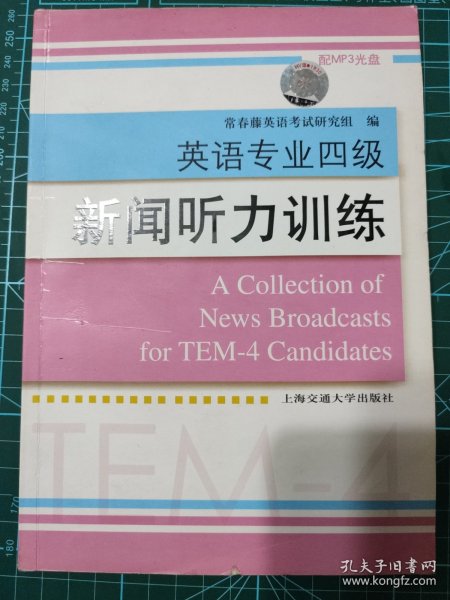 配MP3光盘
常春藤英语考试研究组 编
英语专业四级
新闻听力训练
A Collection of
News Broadcasts
for TEM-4 Candidates
上海交通大学出版社
TEM-4
孔夫子旧书网
www.kongfz.com